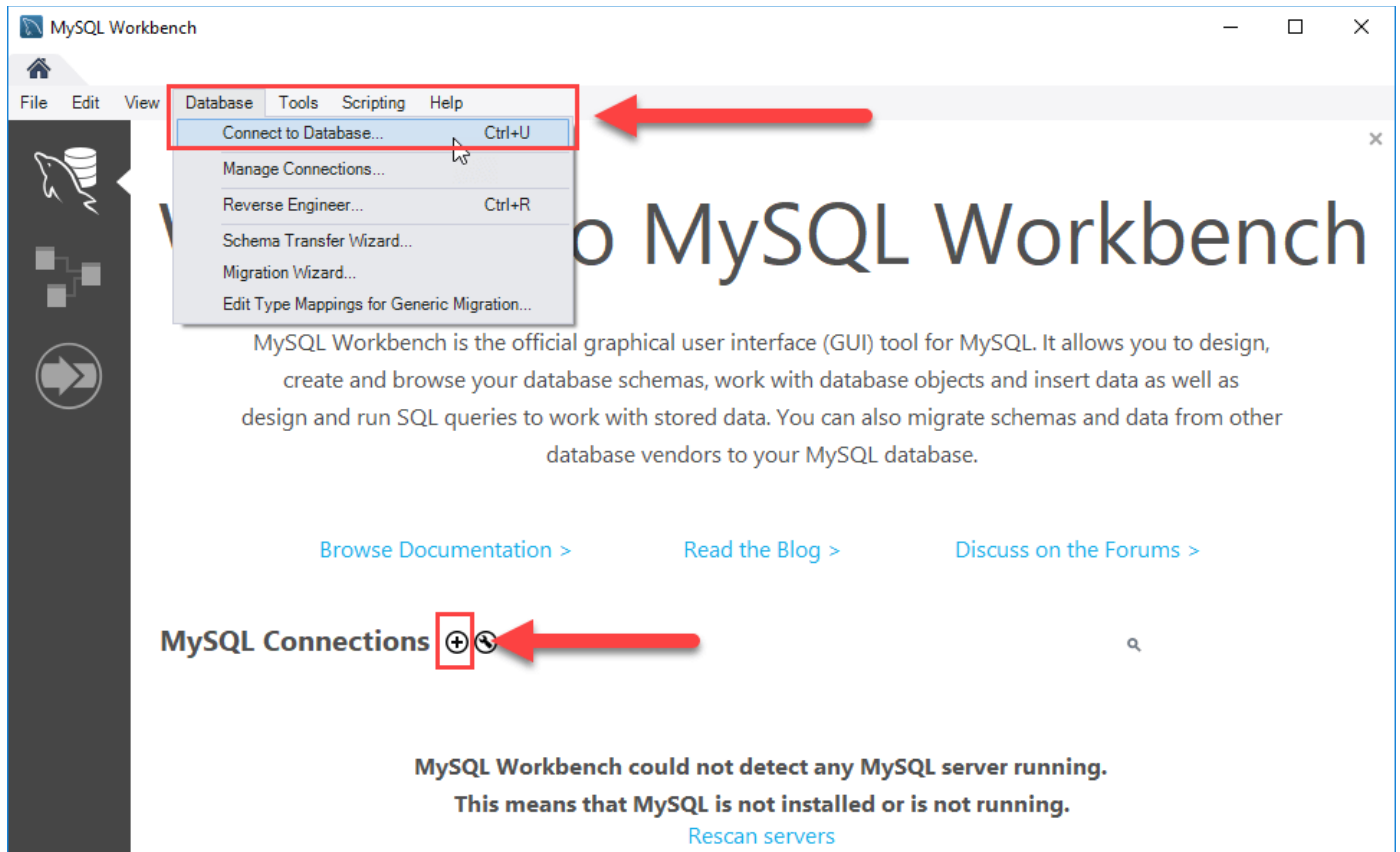 MySQL Workbench
File Edit View Database Tools Scripting Help
Connect to Database... Ctrl+U
Manage Connections...
Reverse Engineer... Ctrl+R
Schema Transfer Wizard...
Migration Wizard...
Edit Type Mappings for Generic Migration...
o MySQL Workbench
MySQL Workbench is the official graphical user interface (GUI) tool for MySQL. It allows you to design,
create and browse your database schemas, work with database objects and insert data as well as
design and run SQL queries to work with stored data. You can also migrate schemas and data from other
database vendors to your MySQL database.
Browse Documentation > Read the Blog > Discuss on the Forums >
MySQL Connections
MySQL Workbench could not detect any MySQL server running.
This means that MySQL is not installed or is not running.
Rescan servers